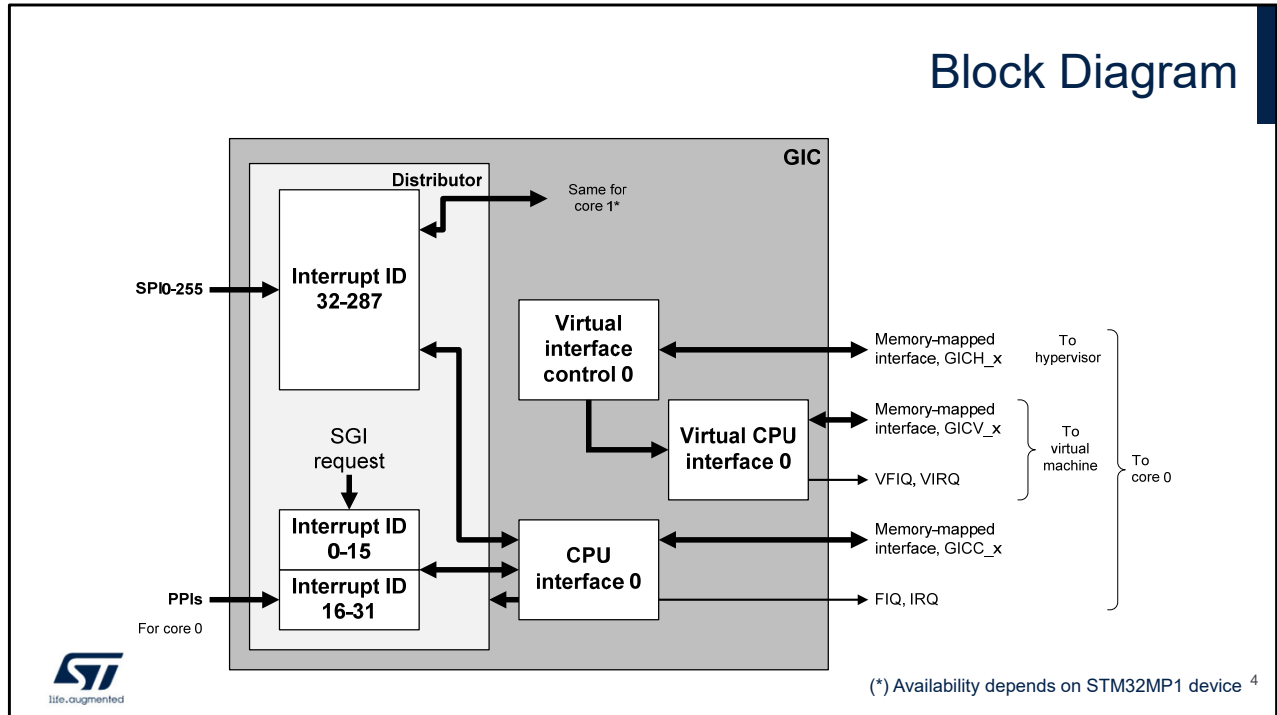 Block Diagram
GIC
Distributor
Same for
core 1*
Interrupt ID
32-287
SPI0-255
Virtual
interface
control 0
Memory-mapped
interface, GICH_x
To
hypervisor
Virtual CPU
interface 0
Memory-mapped
interface, GICV_x
To
virtual
machine
VFIQ, VIRQ
To
core 0
SGI
request
Interrupt ID
0-15
Interrupt ID
16-31
CPU
interface 0
Memory-mapped
interface, GICC_x
FIQ, IRQ
PPIs
For core 0
ST
life.augmented
(*) Availability depends on STM32MP1 device 4